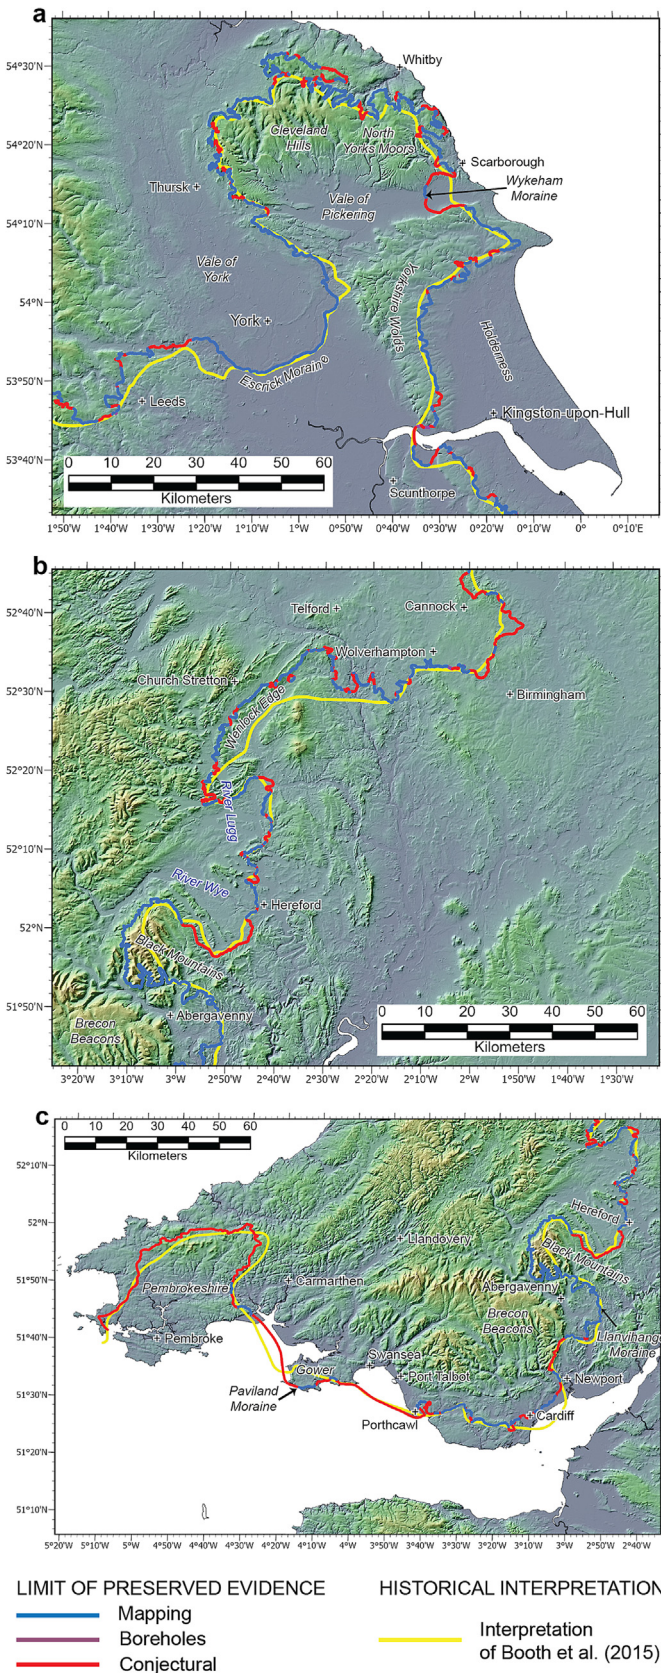 a
54°30'N
54°20'N
54°10'N
54°N
53°50'N
53°40'N
Whitby
Cleveland
Hills
North
Yorks Moors
Scarborough
Wykeham
Moraine
Thursk
Vale of
Pickering
Vale of
York
York
Yorkshire Wolds
Holderness
Escrick Moraine
Leeds
Kingston-upon-Hull
Scunthorpe
0 10 20 30 40 50 60
Kilometers
1°50'W 1°40'W 1°30'W 1°20'W 1°10'W 1°W 0°50'W 0°40'W 0°30'W 0°20'W 0°10'W 0° 0°10'E
b
52°40'N
52°30'N
52°20'N
52°10'N
52°N
51°50'N
Telford
Cannock
Wolverhampton
Church Stretton
Birmingham
Wenlock Edge
River Lugg
River Wye
Hereford
Black Mountains
Abergavenny
Brecon
Beacons
0 10 20 30 40 50 60
Kilometers
3°20'W 3°10'W 3°W 2°50'W 2°40'W 2°30'W 2°20'W 2°10'W 2°W 1°50'W 1°40'W 1°30'W
c
0 10 20 30 40 50 60
Kilometers
52°10'N
52°N
51°50'N
51°40'N
51°30'N
51°20'N
51°10'N
Hereford
Llandovery
Black Mountains
Carmarthen
Abergavenny
Pembrokeshire
Brecon
Beacons
Llanvihangel
Moraine
Pembroke
Swansea
Gower
Port Talbot
Newport
Paviland
Moraine
Porthcawl
Cardiff
5°20'W 5°10'W 5°W 4°50'W 4°40'W 4°30'W 4°20'W 4°10'W 4°W 3°50'W 3°40'W 3°30'W 3°20'W 3°10'W 3°W 2°50'W 2°40'W
LIMIT OF PRESERVED EVIDENCE
Mapping
Boreholes
Conjectural
HISTORICAL INTERPRETATION
Interpretation
of Booth et al. (2015)